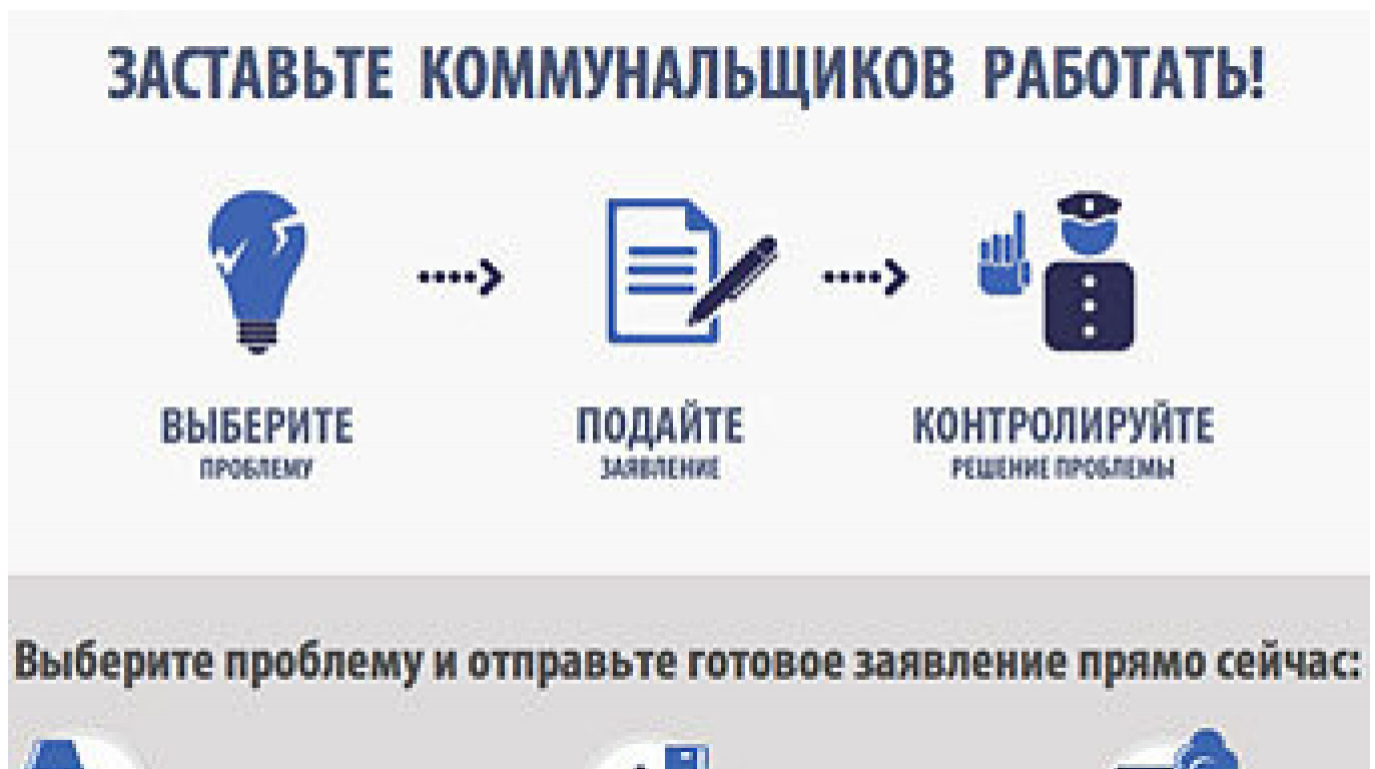 ЗАСТАВЬТЕ КОММУНАЛЬЩИКОВ РАБОТАТЬ!
ВЫБЕРИТЕ
ПРОБЛЕМУ
ПОДАЙТЕ
ЗАЯВЛЕНИЕ
КОНТРОЛИРУЙТЕ
РЕШЕНИЕ ПРОБЛЕМЫ
Выберите проблему и отправьте готовое заявление прямо сейчас: